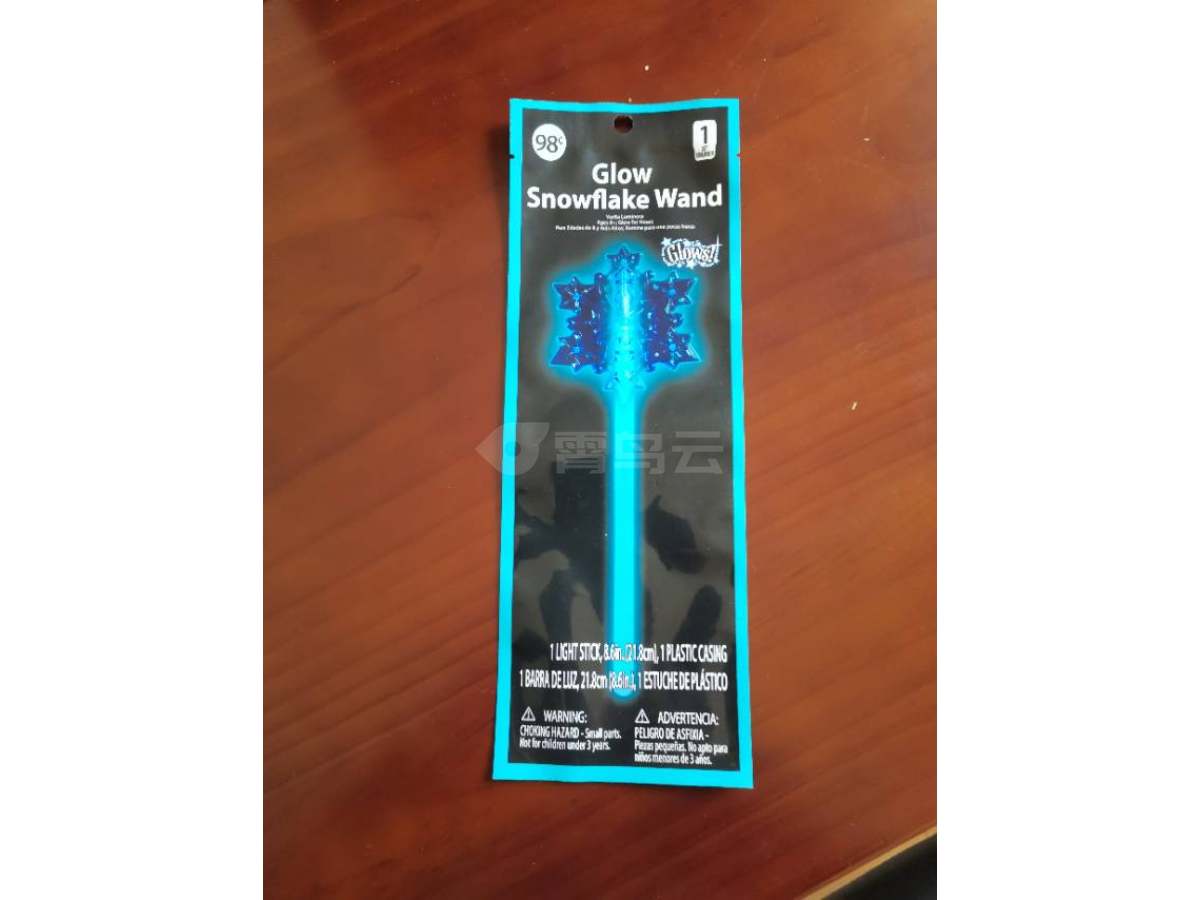 98¢
1
Glow
Snowflake Wand
Varita Luminosa
Glows!!
霄鸟云
1 LIGHT STICK, 8.6in. (21.8cm), 1 PLASTIC CASING
1 BARRA DE LUZ, 21.8cm (8.6in.), 1 ESTUCHE DE PLÁSTICO
⚠ WARNING:
CHOKING HAZARD - Small parts.
Not for children under 3 years.
⚠ ADVERTENCIA:
PELIGRO DE ASFIXIA -
Piezas pequeñas. No apto para
niños menores de 3 años.